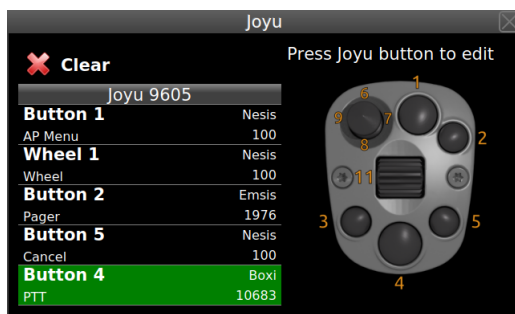 Joyu
Clear
Press Joyu button to edit
Joyu 9605
Button 1 Nesis
AP Menu 100
Wheel 1 Nesis
Wheel 100
Button 2 Emsis
Pager 1976
Button 5 Nesis
Cancel 100
Button 4 Boxi
PTT 10683
1
6
9 7
2
8
11
3 5
4